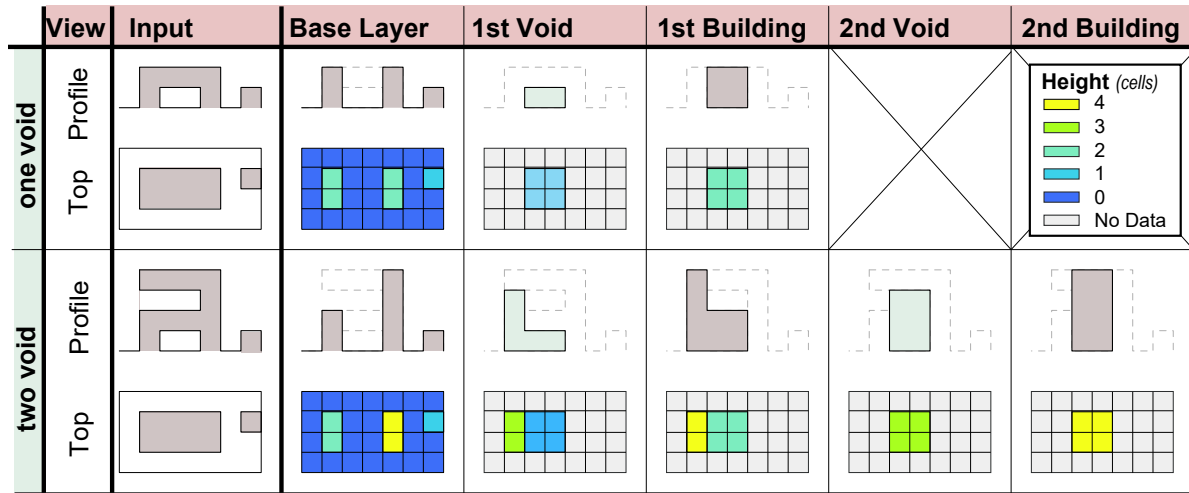 View Input Base Layer 1st Void 1st Building 2nd Void 2nd Building
one void
Profile
Top
Height (cells)
4
3
2
1
0
No Data
two void
Profile
Top